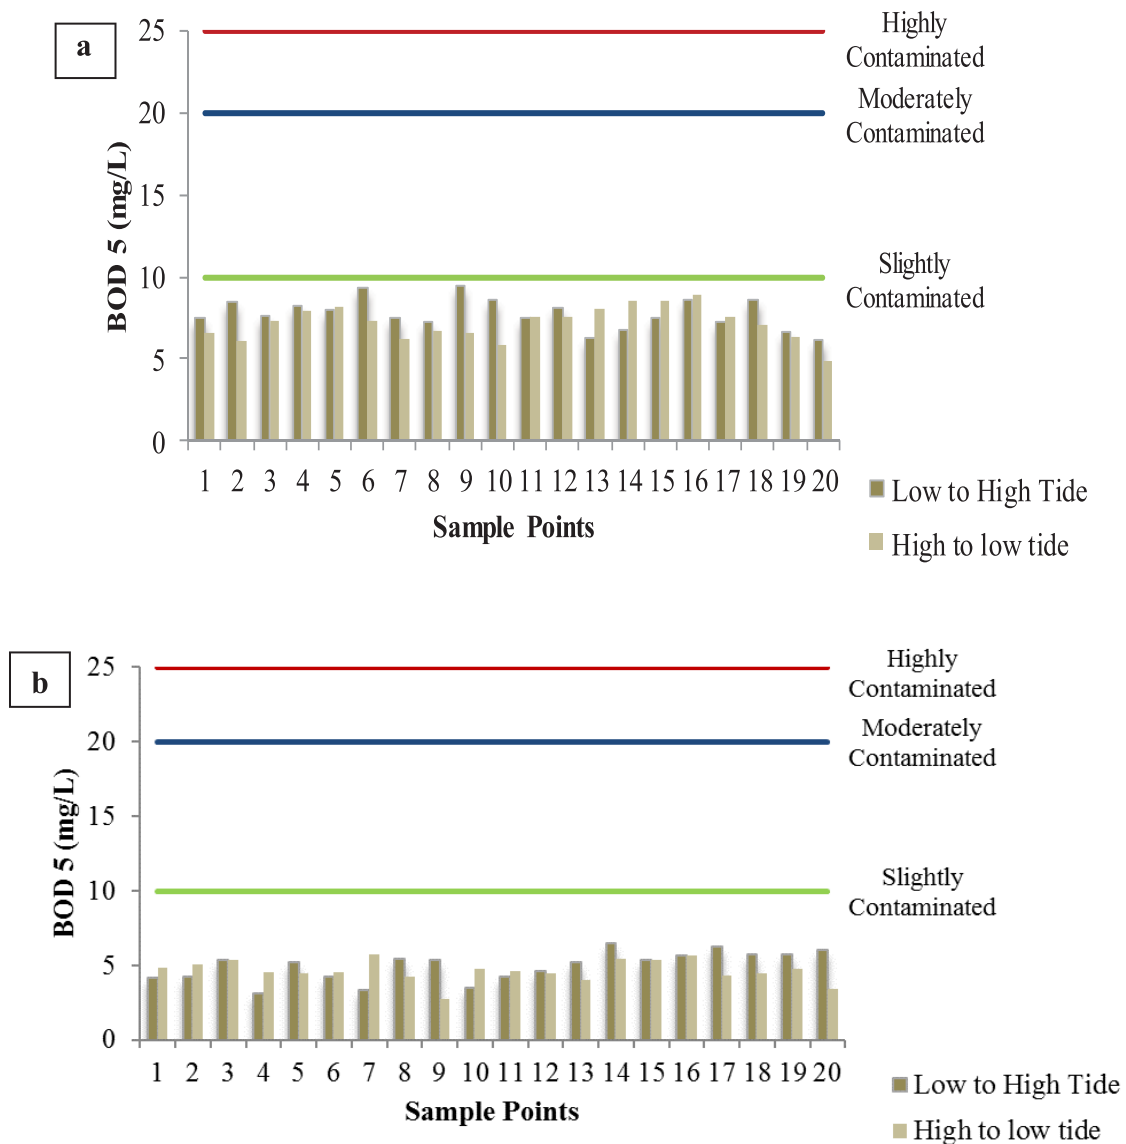 a
25
20
15
10
5
0
BOD 5 (mg/L)
Highly
Contaminated
Moderately
Contaminated
Slightly
Contaminated
1 2 3 4 5 6 7 8 9 10 11 12 13 14 15 16 17 18 19 20
Sample Points
Low to High Tide
High to low tide
b
25
20
15
10
5
0
BOD 5 (mg/L)
Highly
Contaminated
Moderately
Contaminated
Slightly
Contaminated
1 2 3 4 5 6 7 8 9 10 11 12 13 14 15 16 17 18 19 20
Sample Points
Low to High Tide
High to low tide